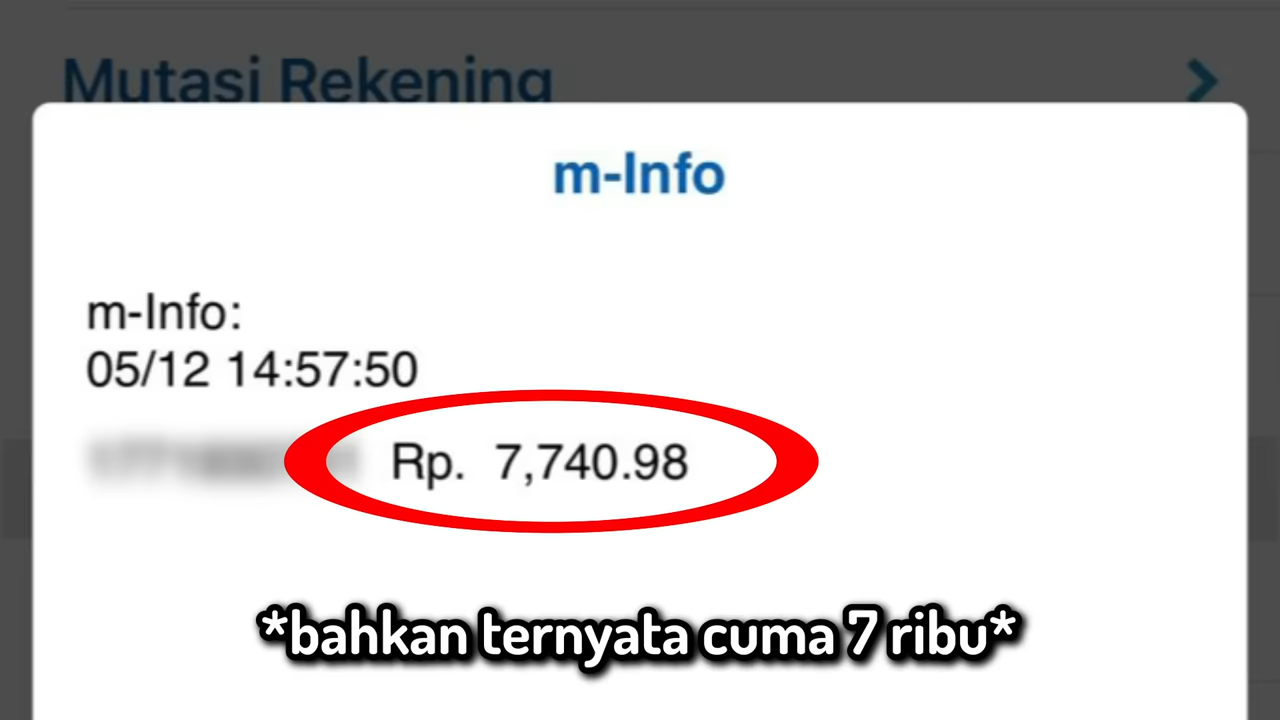 Mutasi Rekening
m-Info
m-Info:
05/12 14:57:50
Rp. 7,740.98
*bahkan ternyata cuma 7 ribu*